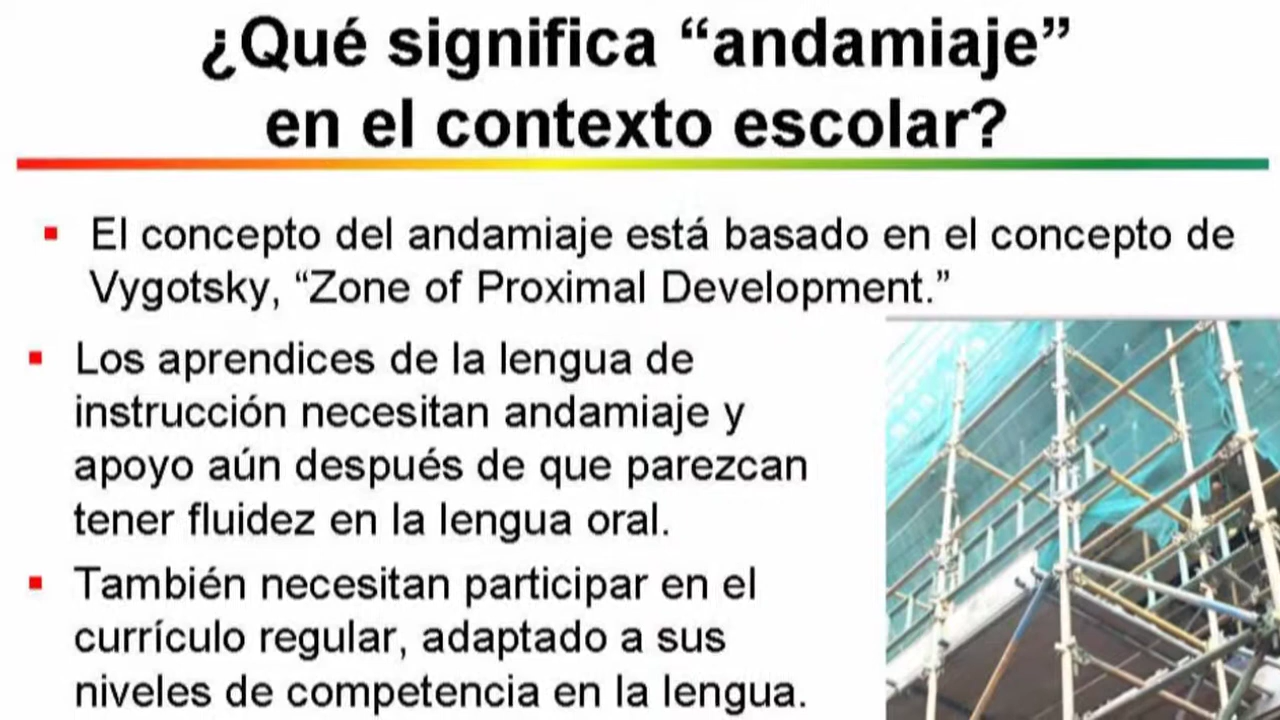 ¿Qué significa “andamiaje”
en el contexto escolar?
El concepto del andamiaje está basado en el concepto de
Vygotsky, “Zone of Proximal Development.”
Los aprendices de la lengua de
instrucción necesitan andamiaje y
apoyo aún después de que parezcan
tener fluidez en la lengua oral.
También necesitan participar en el
currículo regular, adaptado a sus
niveles de competencia en la lengua.